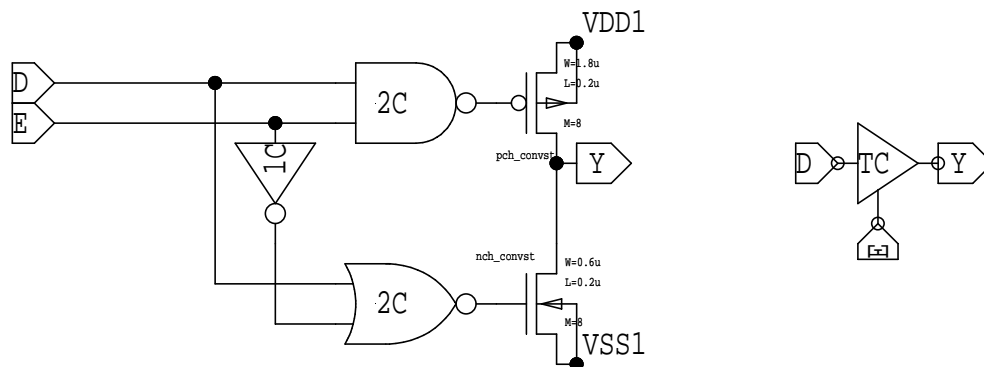 VDD1
D
W=1.8u
L=0.2u
2C
E
M=8
1C
pch_convst
Y
D
TC
Y
E
nch_convst
W=0.6u
L=0.2u
2C
M=8
VSS1